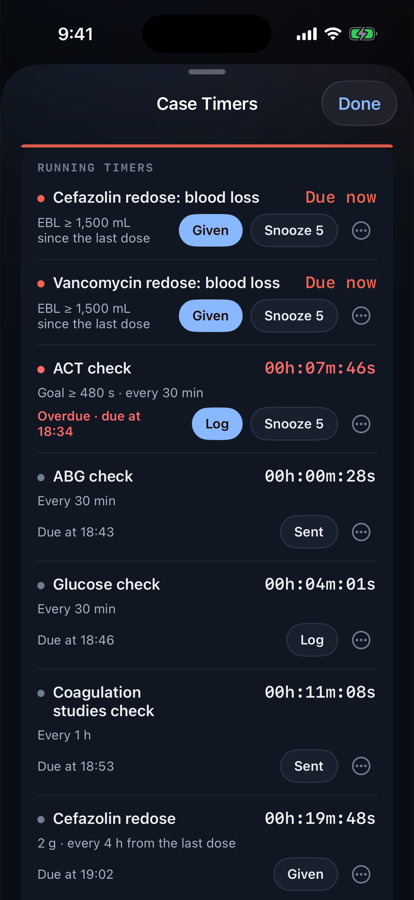 9:41
Case Timers
Done
RUNNING TIMERS
Cefazolin redose: blood loss
Due now
EBL ≥ 1,500 mL
since the last dose
Given
Snooze 5
Vancomycin redose: blood loss
Due now
EBL ≥ 1,500 mL
since the last dose
Given
Snooze 5
ACT check
00h:07m:46s
Goal ≥ 480 s · every 30 min
Overdue · due at
18:34
Log
Snooze 5
ABG check
00h:00m:28s
Every 30 min
Due at 18:43
Sent
Glucose check
00h:04m:01s
Every 30 min
Due at 18:46
Log
Coagulation
studies check
00h:11m:08s
Every 1 h
Due at 18:53
Sent
Cefazolin redose
00h:19m:48s
2 g · every 4 h from the last dose
Due at 19:02
Given